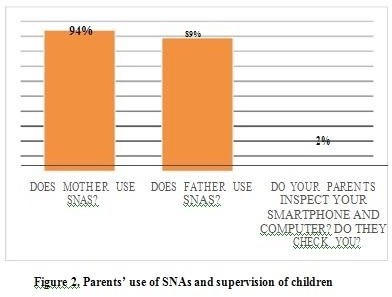 94%
89%
2%
DOES MOTHER USE
SNAS?
DOES FATHER USE
SNAS?
DO YOUR PARENTS
INSPECT YOUR
SMARTPHONE AND
COMPUTER? DO THEY
CHECK YOU?
Figure 2. Parents' use of SNAs and supervision of children